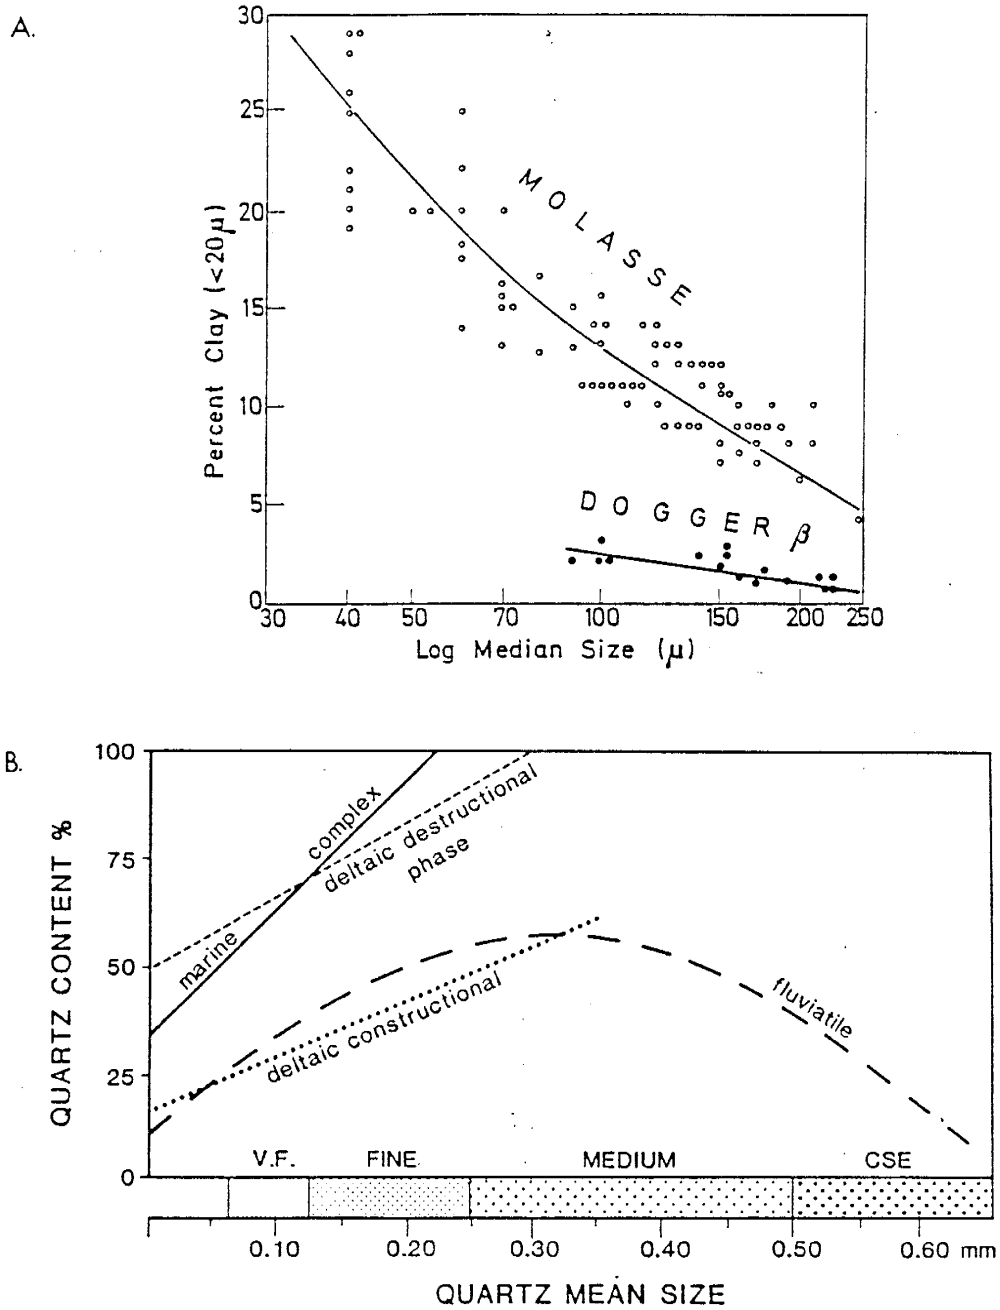 A.
30
25
20
15
10
5
0
Percent Clay (<20μ)
MOLASSE
DOGGER β
30 40 50 70 100 150 200 250
Log Median Size (μ)
B.
100
75
50
25
0
QUARTZ CONTENT %
marine complex
deltaic destructional
phase
deltaic constructional
fluviatile
V.F. FINE MEDIUM CSE
0.10 0.20 0.30 0.40 0.50 0.60 mm
QUARTZ MEAN SIZE